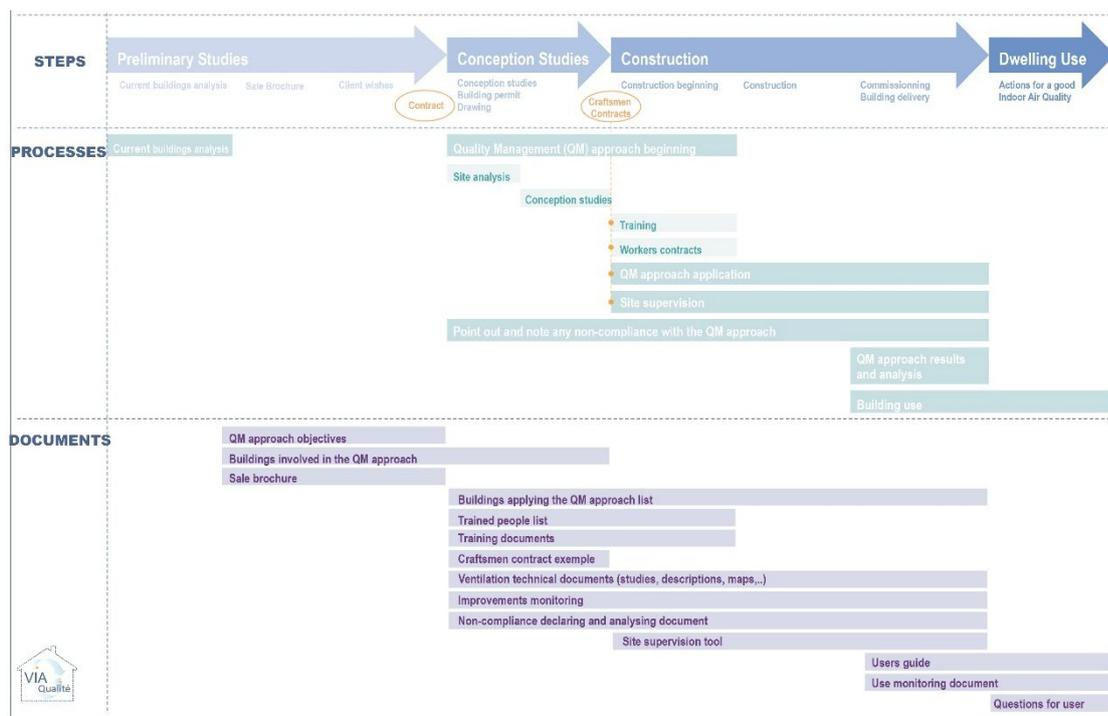 STEPS
Preliminary Studies
Conception Studies
Construction
Dwelling Use
Current buildings analysis
Sale Brochure
Client wishes
Contract
Conception studies
Building permit
Drawing
Craftsmen
Contracts
Construction beginning
Construction
Commissionning
Building delivery
Actions for a good
Indoor Air Quality
PROCESSES
Current buildings analysis
Quality Management (QM) approach beginning
Site analysis
Conception studies
Training
Workers contracts
QM approach application
Site supervision
Point out and note any non-compliance with the QM approach
QM approach results
and analysis
Building use
DOCUMENTS
QM approach objectives
Buildings involved in the QM approach
Sale brochure
Buildings applying the QM approach list
Trained people list
Training documents
Craftsmen contract exemple
Ventilation technical documents (studies, descriptions, maps,..)
Improvements monitoring
Non-compliance declaring and analysing document
Site supervision tool
Users guide
Use monitoring document
Questions for user
VIA
Qualité